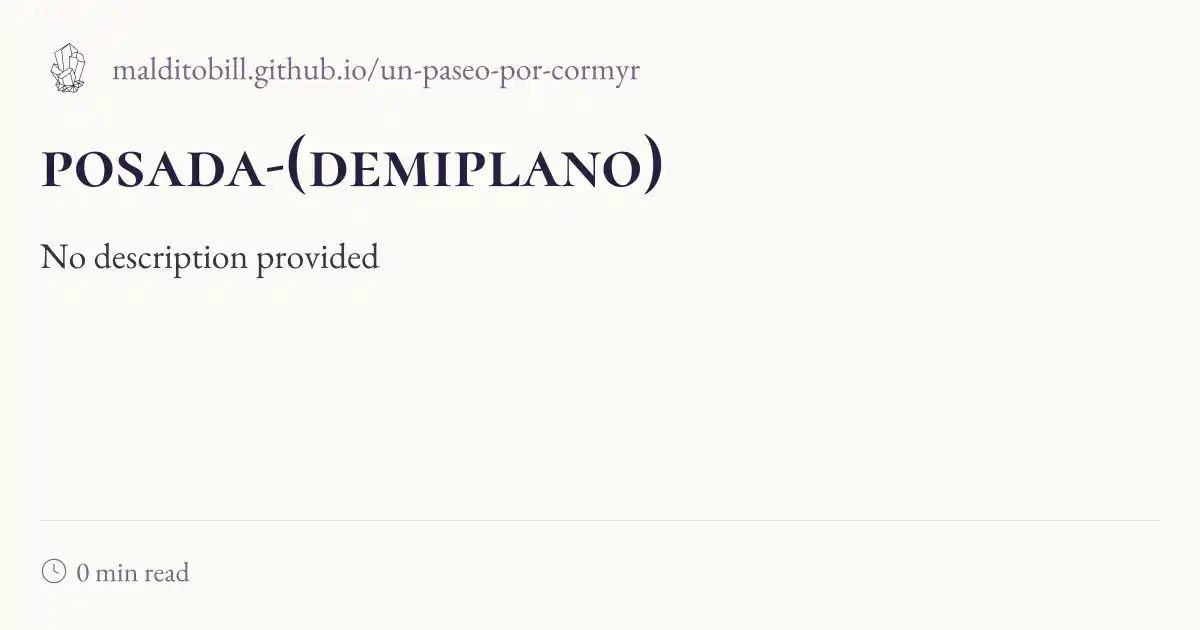 malditobill.github.io/un-paseo-por-cormyr
POSADA-(DEMIPLANO)
No description provided
0 min read